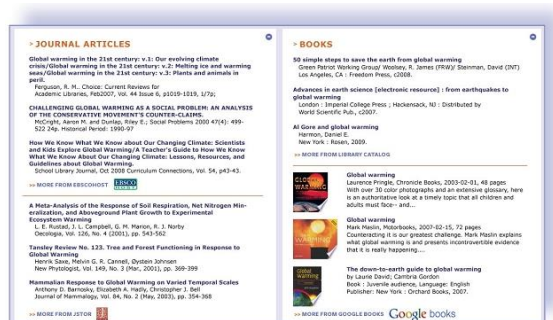 > JOURNAL ARTICLES
Global warming in the 21st century: v.1: Our evolving climate
crisis/Global warming in the 21st century: v.2: Melting ice and warming
seas/Global warming in the 21st century: v.3: Plants and animals in
peril.
Ferguson, R. M.. Choice: Current Reviews for
Academic Libraries, Feb2007, Vol. 44 Issue 6, p1019-1019, 1/7p;
CHALLENGING GLOBAL WARMING AS A SOCIAL PROBLEM: AN ANALYSIS
OF THE CONSERVATIVE MOVEMENT'S COUNTER-CLAIMS.
McCright, Aaron M. and Dunlap, Riley E.; Social Problems 2000 47(4): 499-
522 24p. Historical Period: 1990-97
How We Know What We Know about Our Changing Climate: Scientists
and Kids Explore Global Warming/A Teacher's Guide to How We Know
What We Know About Our Changing Climate: Lessons, Resources, and
Guidelines about Global Warming.
School Library Journal, Oct 2008 Curriculum Connections, Vol. 54, p43-43.
>> MORE FROM EBSCOHOST EBSCO
A Meta-Analysis of the Response of Soil Respiration, Net Nitrogen Min-
eralization, and Aboveground Plant Growth to Experimental
Ecosystem Warming
L. E. Rustad, J. L. Campbell, G. M. Marion, R. J. Norby
Oecologia, Vol. 126, No. 4 (2001), pp. 543-562
Tansley Review No. 123. Tree and Forest Functioning in Response to
Global Warming
Henrik Saxe, Melvin G. R. Cannell, Øystein Johnsen
New Phytologist, Vol. 149, No. 3 (Mar., 2001), pp. 369-399
Mammalian Response to Global Warming on Varied Temporal Scales
Anthony D. Barnosky, Elizabeth A. Hadly, Christopher J. Bell
Journal of Mammalogy, Vol. 84, No. 2 (May, 2003), pp. 354-368
>> MORE FROM JSTOR
> BOOKS
50 simple steps to save the earth from global warming
Green Patriot Working Group/ Woolsey, R. James (FRW)/ Steinman, David (INT)
Los Angeles, CA : Freedom Press, c2008.
Advances in earth science [electronic resource] : from earthquakes to
global warming
London : Imperial College Press ; Hackensack, NJ : Distributed by
World Scientific Pub., c2007.
Al Gore and global warming
Harmon, Daniel E.
New York : Rosen, 2009.
>> MORE FROM LIBRARY CATALOG
Global warming
Laurence Pringle, Chronicle Books, 2003-02-01, 48 pages
With over 30 color photographs and an extensive glossary, here
is an authoritative look at a timely topic that all children and
adults must face-- and...
Global warming
Mark Maslin, Motorbooks, 2007-02-15, 72 pages
Counteracting it is our greatest challenge. Mark Maslin explains
what global warming is and presents incontrovertible evidence
that it is really happening....
The down-to-earth guide to global warming
by Laurie David; Cambria Gordon
Book : Juvenile audience, Language: English
Publisher: New York : Orchard Books, 2007.
>> MORE FROM GOOGLE BOOKS Google books